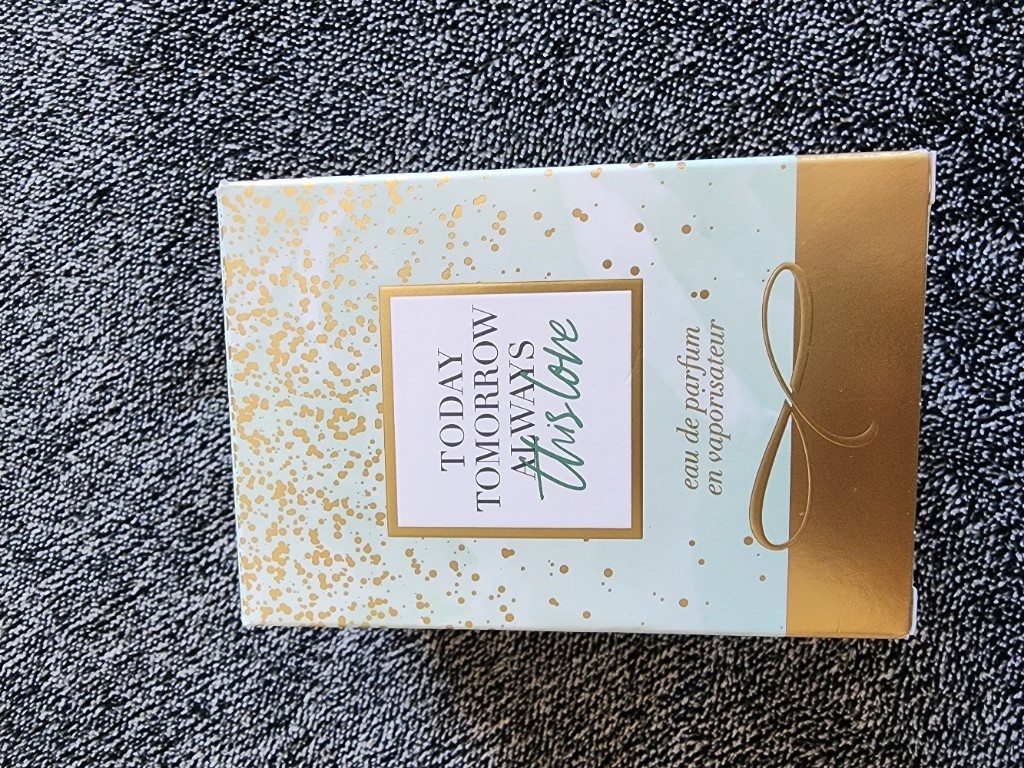 TODAY
TOMORROW
ALWAYS
this love
eau de parfum
en vaporisateur